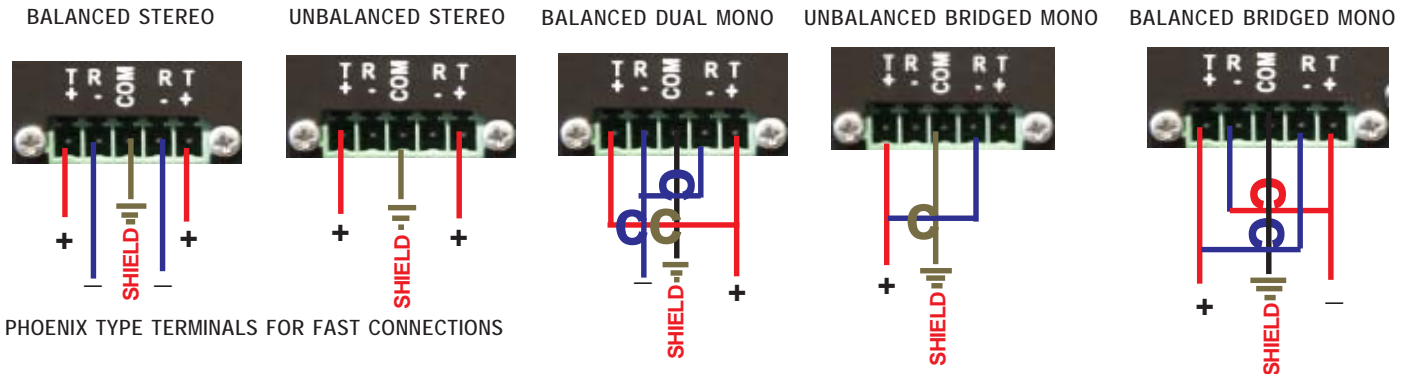 BALANCED STEREO
T R COM R T
+ - - +
+ – SHIELD – +
UNBALANCED STEREO
T R COM R T
+ - - +
+ SHIELD +
BALANCED DUAL MONO
T R COM R T
+ - - +
C
C C
– SHIELD +
UNBALANCED BRIDGED MONO
T R COM R T
+ - - +
C
+ SHIELD
BALANCED BRIDGED MONO
T R COM R T
+ - - +
C
C
+ SHIELD –
PHOENIX TYPE TERMINALS FOR FAST CONNECTIONS